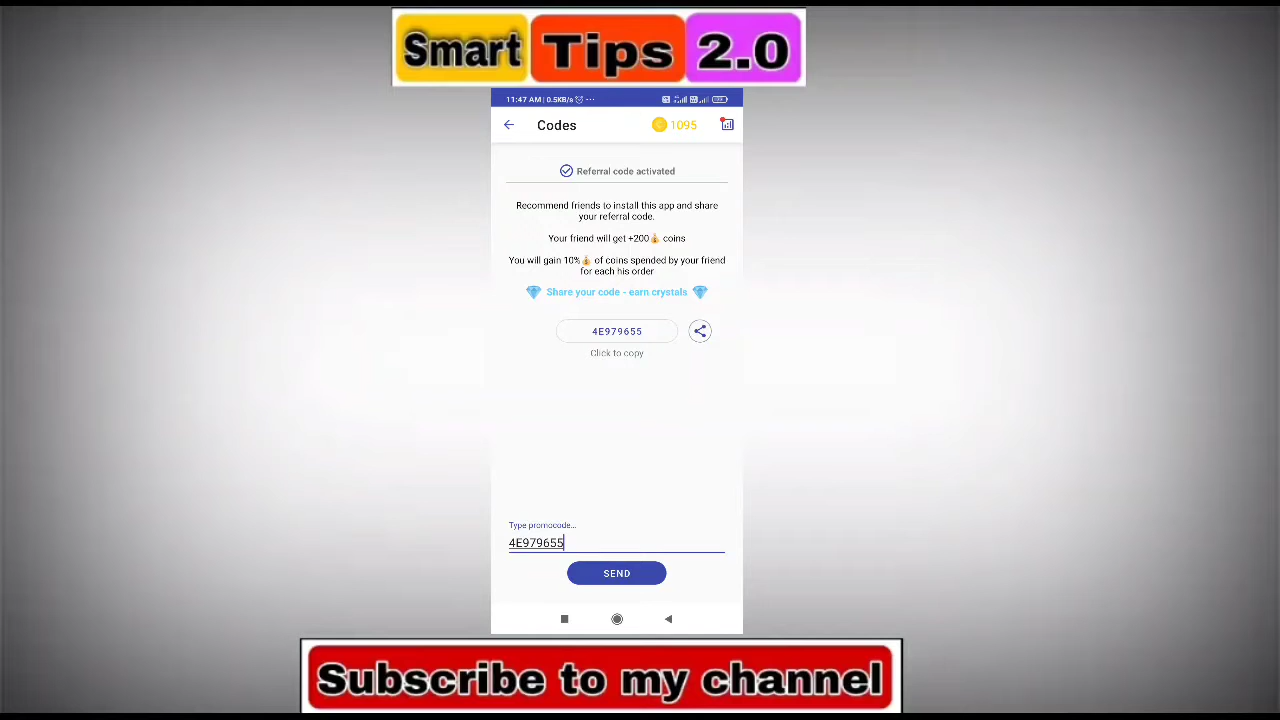 Smart Tips 2.0
11:47 AM | 0.5KB/s ...
Codes
1095
Referral code activated
Recommend friends to install this app and share
your referral code.
Your friend will get +200💰 coins
You will gain 10%💰 of coins spended by your friend
for each his order
💎 Share your code - earn crystals 💎
4E979655
Click to copy
Type promocode...
4E979655
SEND
Subscribe to my channel